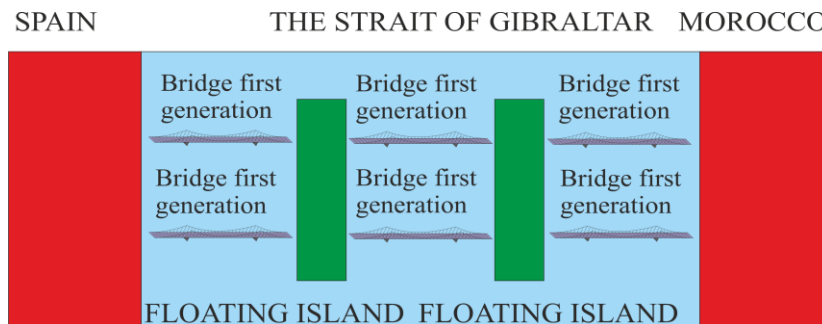 SPAIN THE STRAIT OF GIBRALTAR MOROCCO
Bridge first Bridge first Bridge first
generation generation generation
Bridge first Bridge first Bridge first
generation generation generation
FLOATING ISLAND FLOATING ISLAND